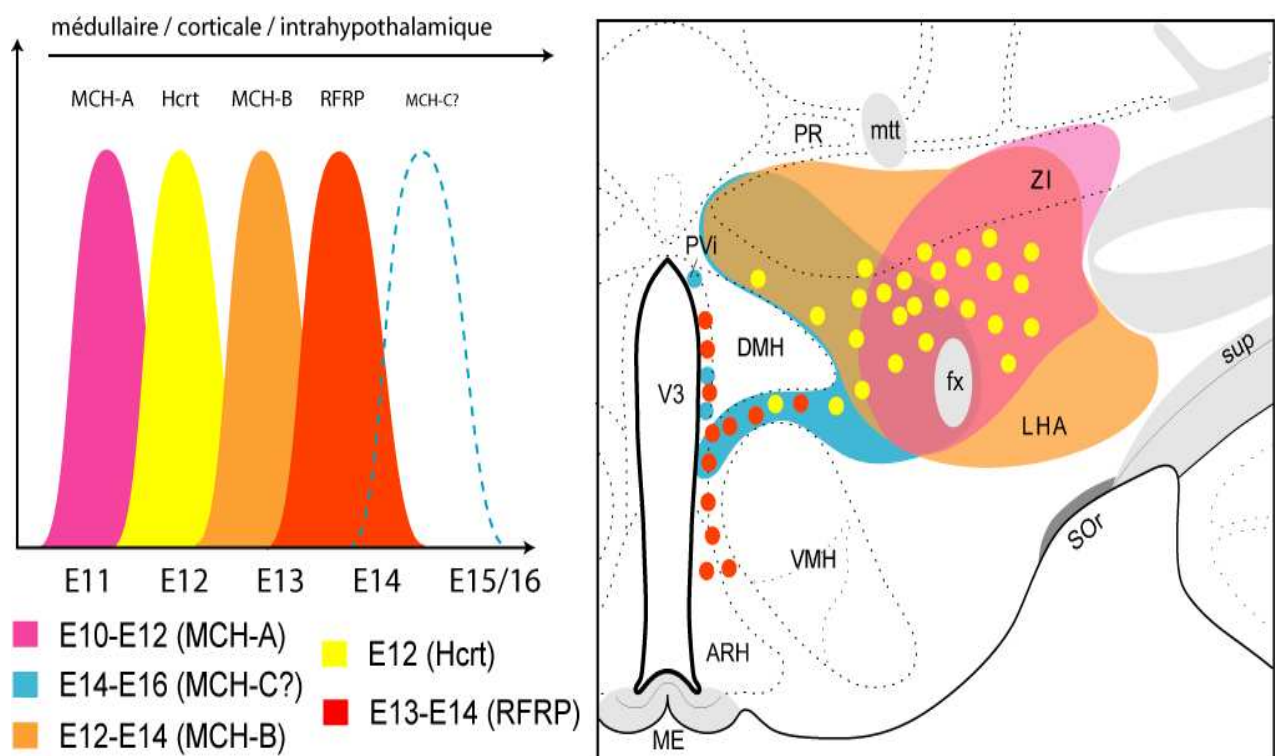 médullaire / corticale / intrahypothalamique
MCH-A Hcrt MCH-B RFRP MCH-C?
E11 E12 E13 E14 E15/16
E10-E12 (MCH-A)
E14-E16 (MCH-C?)
E12-E14 (MCH-B)
E12 (Hcrt)
E13-E14 (RFRP)
PR
mtt
ZI
PVi
DMH
V3
fx
sup
LHA
SOr
VMH
ARH
ME